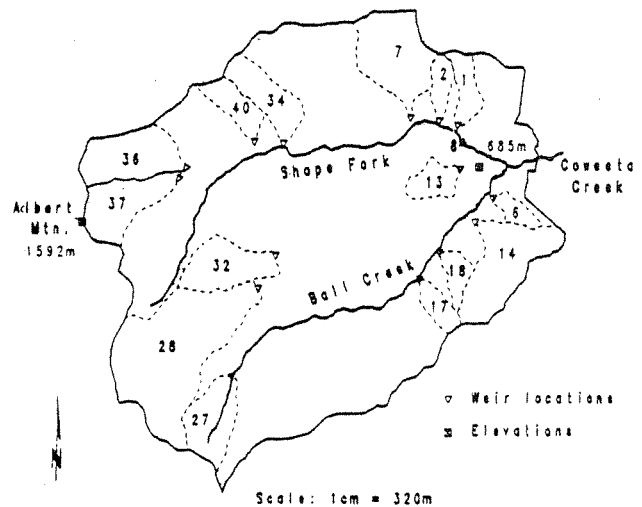 7
2
1
40
34
8
685m
36
Shope Fork
Coweeta
Creek
13
37
Albert
Mtn.
1592m
6
32
14
18
Ball Creek
17
28
27
Weir locations
Elevations
N
Scale: 1cm = 320m